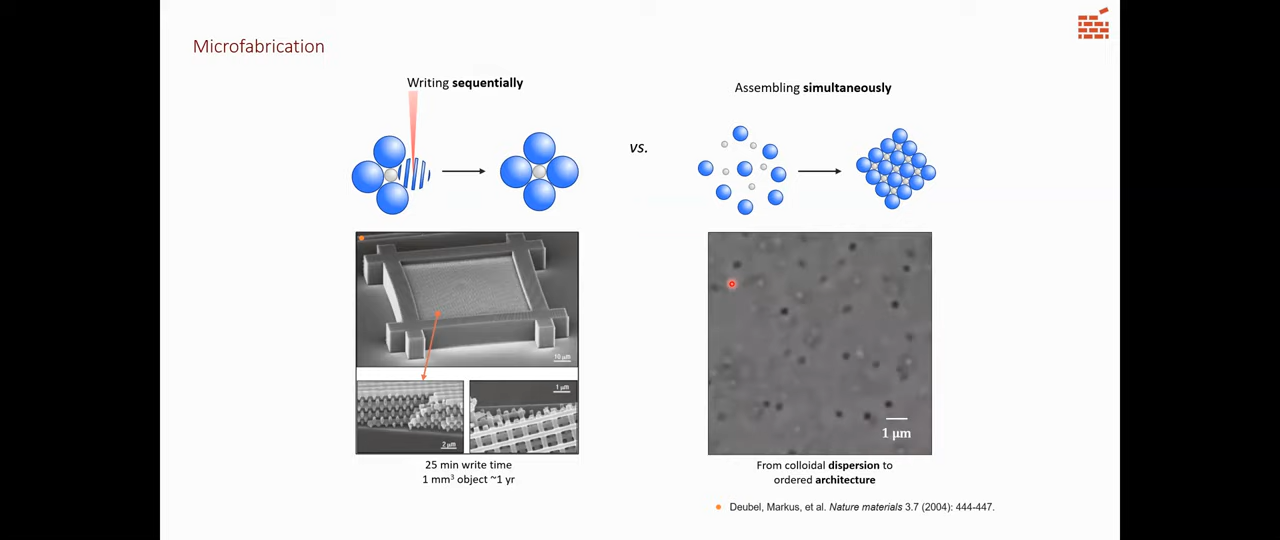 Microfabrication
Writing sequentially
vs.
Assembling simultaneously
10 μm
2 μm
1 μm
25 min write time
1 mm³ object ~1 yr
1 μm
From colloidal dispersion to
ordered architecture
Deubel, Markus, et al. Nature materials 3.7 (2004): 444-447.